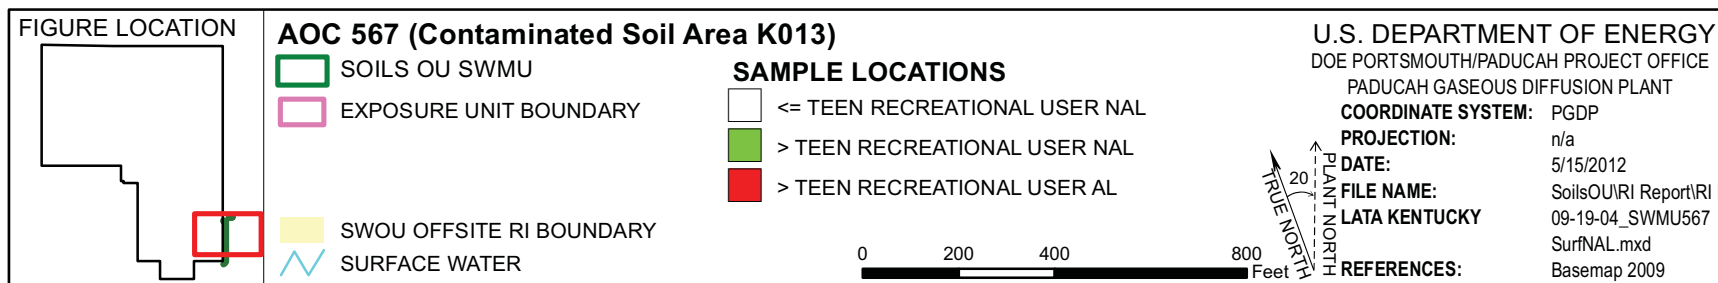 FIGURE LOCATION
AOC 567 (Contaminated Soil Area K013)
SOILS OU SWMU
EXPOSURE UNIT BOUNDARY
SWOU OFFSITE RI BOUNDARY
SURFACE WATER
SAMPLE LOCATIONS
<= TEEN RECREATIONAL USER NAL
> TEEN RECREATIONAL USER NAL
> TEEN RECREATIONAL USER AL
0 200 400 800
Feet
TRUE NORTH
20
PLANT NORTH
U.S. DEPARTMENT OF ENERGY
DOE PORTSMOUTH/PADUCAH PROJECT OFFICE
PADUCAH GASEOUS DIFFUSION PLANT
COORDINATE SYSTEM: PGDP
PROJECTION: n/a
DATE: 5/15/2012
FILE NAME: SoilsOU\RI Report\RI
LATA KENTUCKY 09-19-04_SWMU567
SurfNAL.mxd
REFERENCES: Basemap 2009